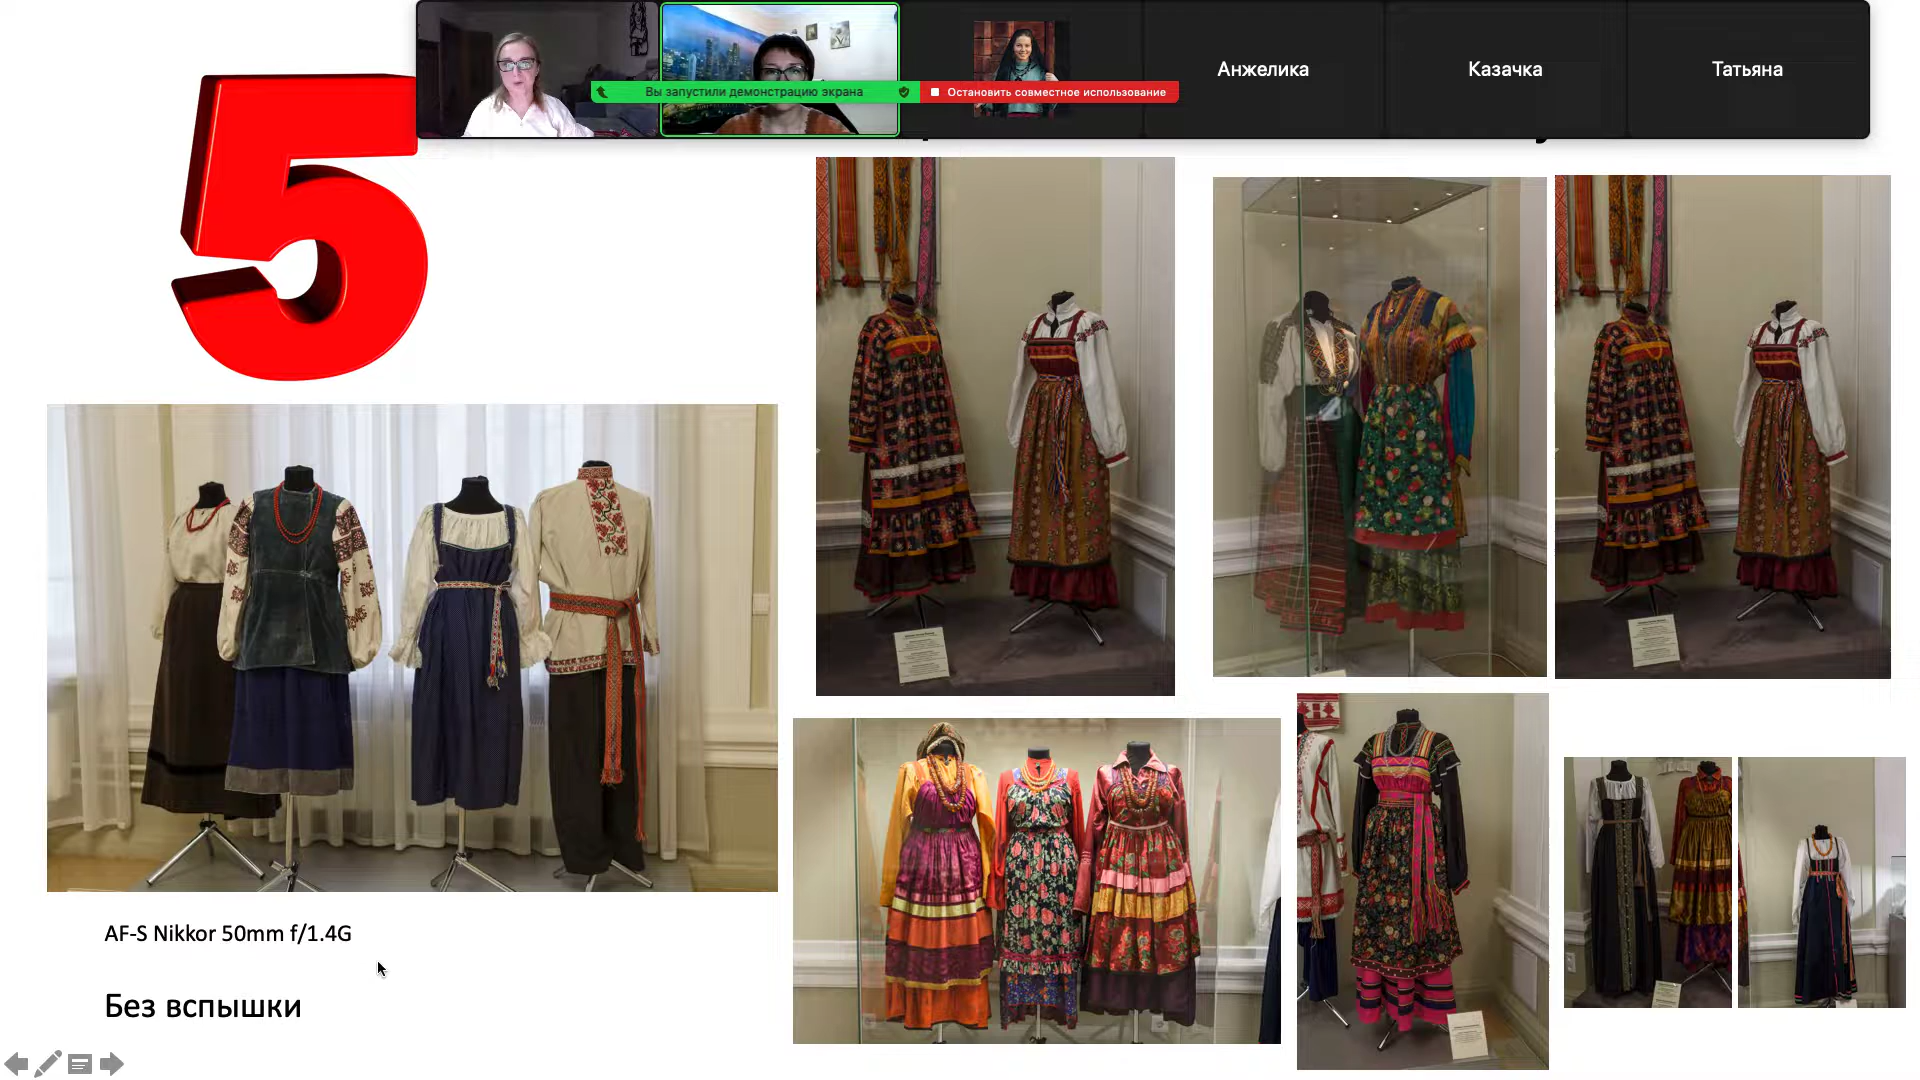 Анжелика
Казачка
Татьяна
Вы запустили демонстрацию экрана
Остановить совместное использование
5
AF-S Nikkor 50mm f/1.4G
Без вспышки